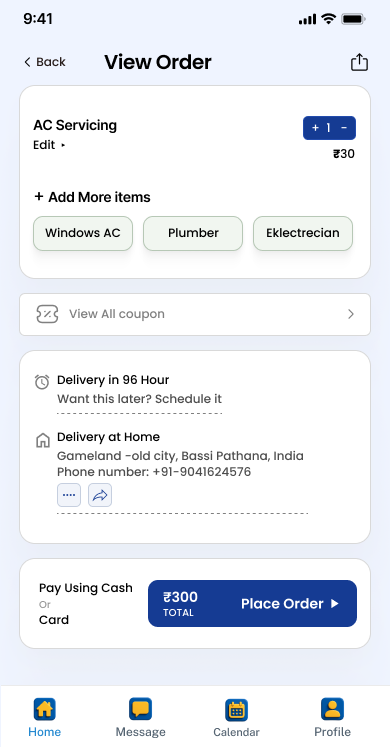 9:41
Back
View Order
AC Servicing
+ 1 -
Edit
₹30
+ Add More items
Windows AC
Plumber
Eklectrecian
View All coupon
Delivery in 96 Hour
Want this later? Schedule it
Delivery at Home
Gameland -old city, Bassi Pathana, India
Phone number: +91-9041624576
Pay Using Cash
Or
Card
₹300
TOTAL
Place Order
Home
Message
Calendar
Profile